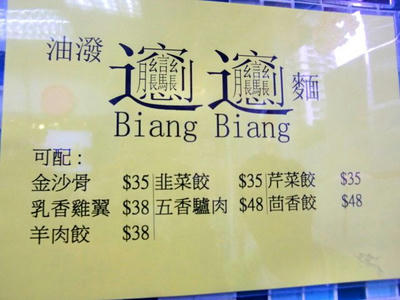 油潑 𰻞𰻞 麵
Biang Biang
可配：
金沙骨 $35 韭菜餃 $35 芹菜餃 $35
乳香雞翼 $38 五香驢肉 $48 茴香餃 $48
羊肉餃 $38